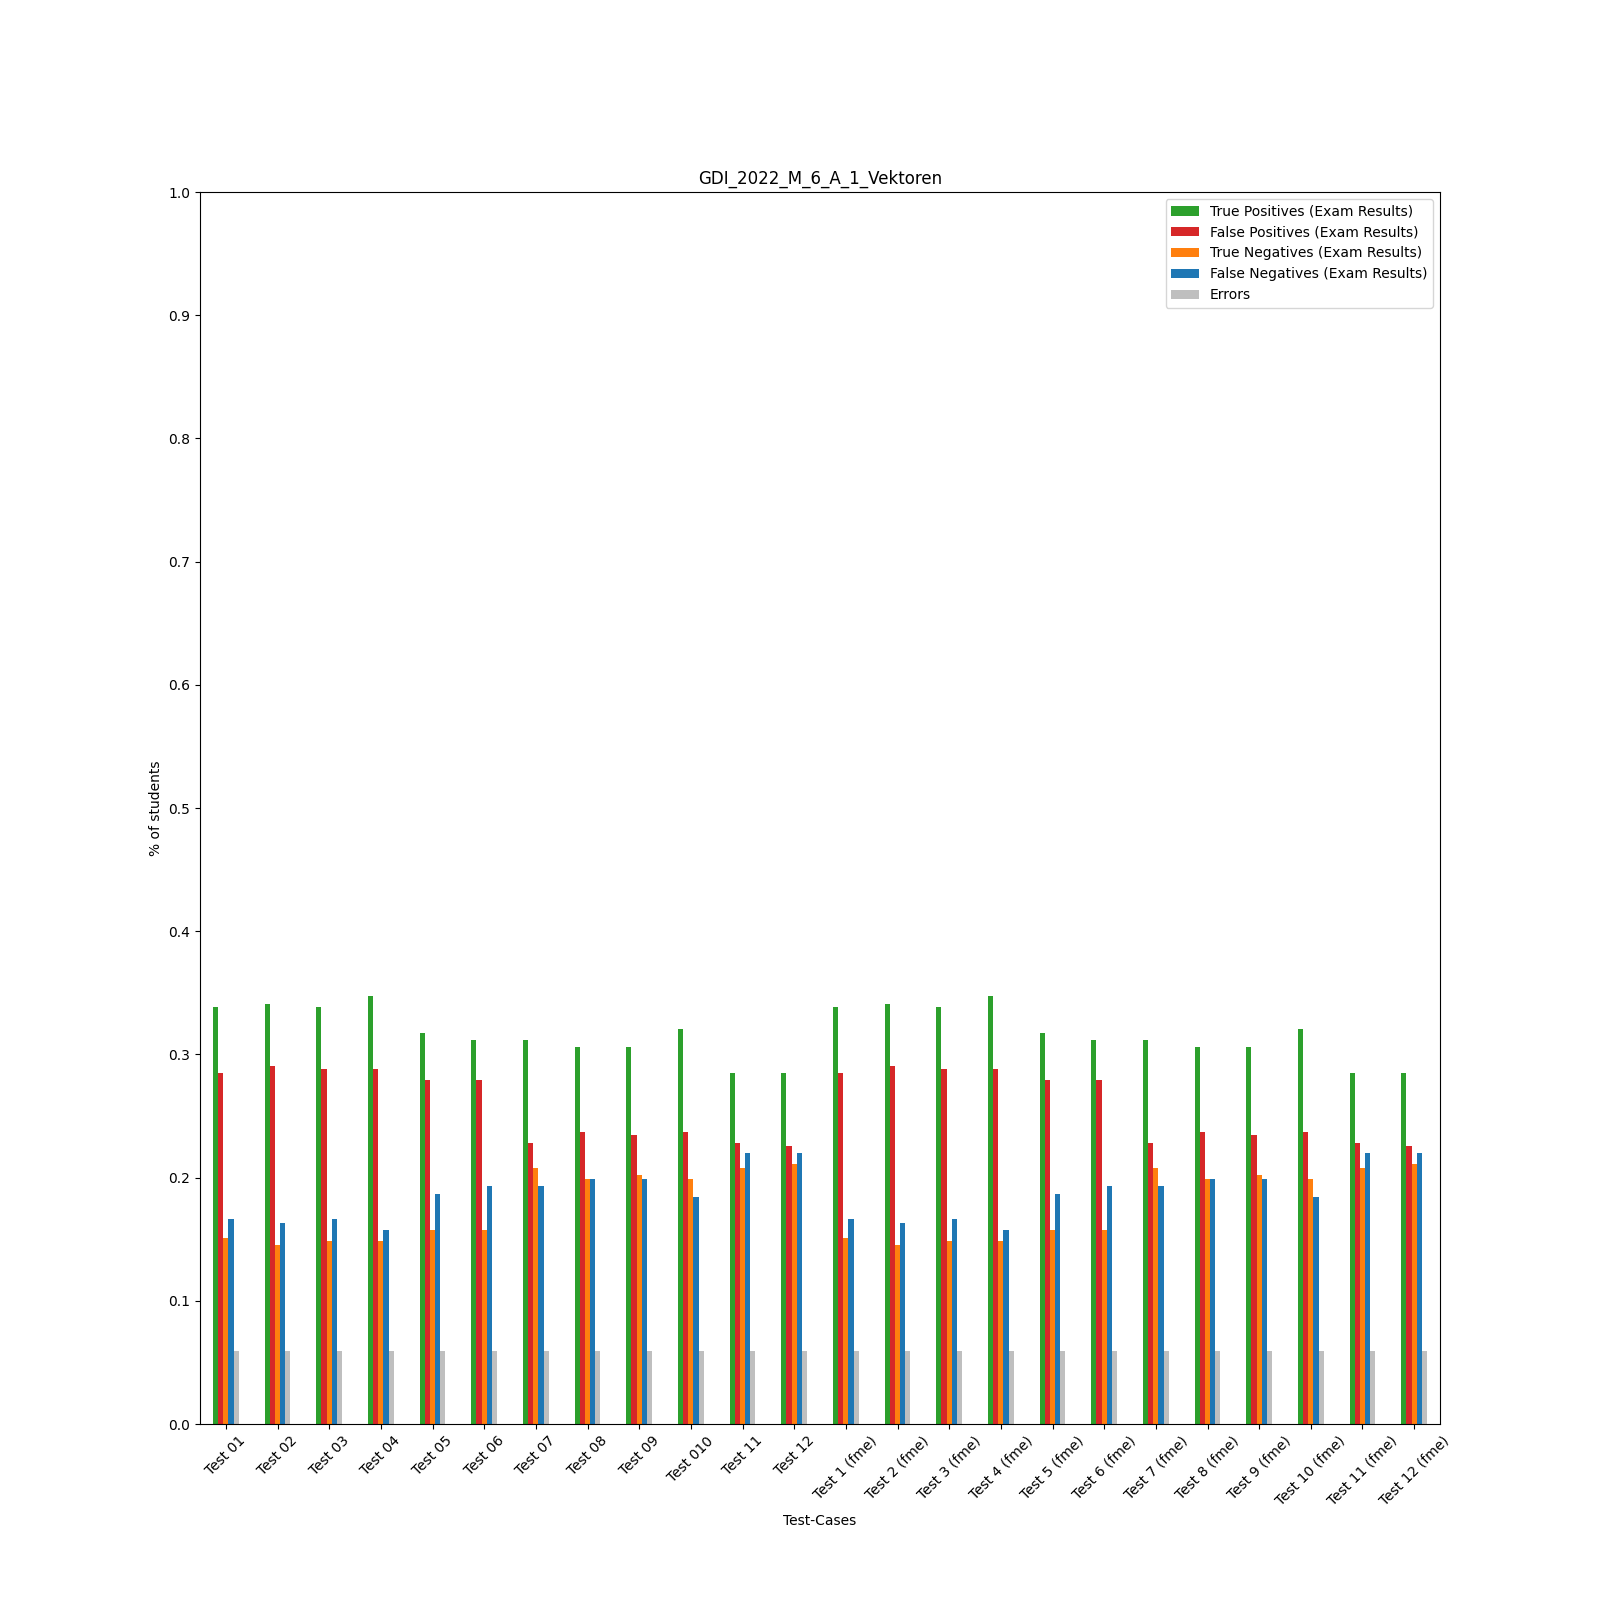 GDI_2022_M_6_A_1_Vektoren
True Positives (Exam Results)
False Positives (Exam Results)
True Negatives (Exam Results)
False Negatives (Exam Results)
Errors
% of students
1.0
0.9
0.8
0.7
0.6
0.5
0.4
0.3
0.2
0.1
0.0
Test 01
Test 02
Test 03
Test 04
Test 05
Test 06
Test 07
Test 08
Test 09
Test 010
Test 11
Test 12
Test 1 (fme)
Test 2 (fme)
Test 3 (fme)
Test 4 (fme)
Test 5 (fme)
Test 6 (fme)
Test 7 (fme)
Test 8 (fme)
Test 9 (fme)
Test 10 (fme)
Test 11 (fme)
Test 12 (fme)
Test-Cases